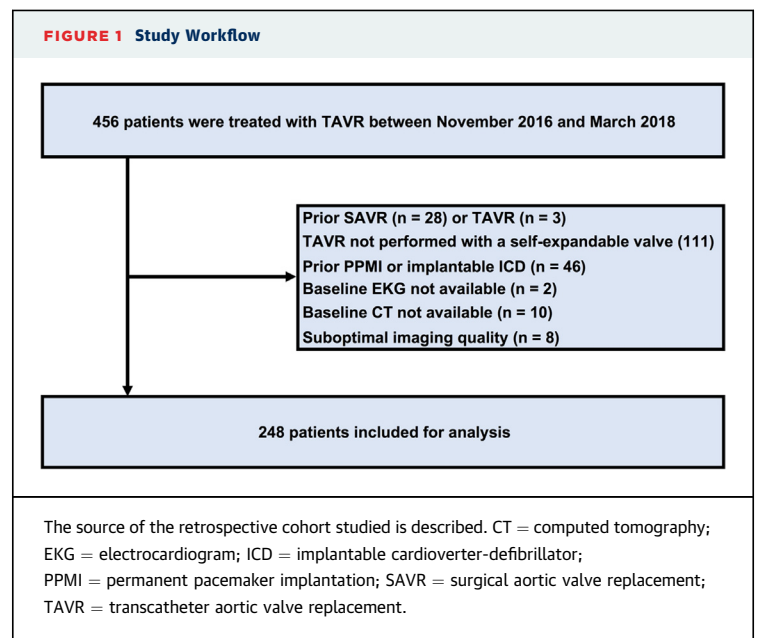 FIGURE 1 Study Workflow
456 patients were treated with TAVR between November 2016 and March 2018
Prior SAVR (n = 28) or TAVR (n = 3)
TAVR not performed with a self-expandable valve (111)
Prior PPMI or implantable ICD (n = 46)
Baseline EKG not available (n = 2)
Baseline CT not available (n = 10)
Suboptimal imaging quality (n = 8)
248 patients included for analysis
The source of the retrospective cohort studied is described. CT = computed tomography;
EKG = electrocardiogram; ICD = implantable cardioverter-defibrillator;
PPMI = permanent pacemaker implantation; SAVR = surgical aortic valve replacement;
TAVR = transcatheter aortic valve replacement.